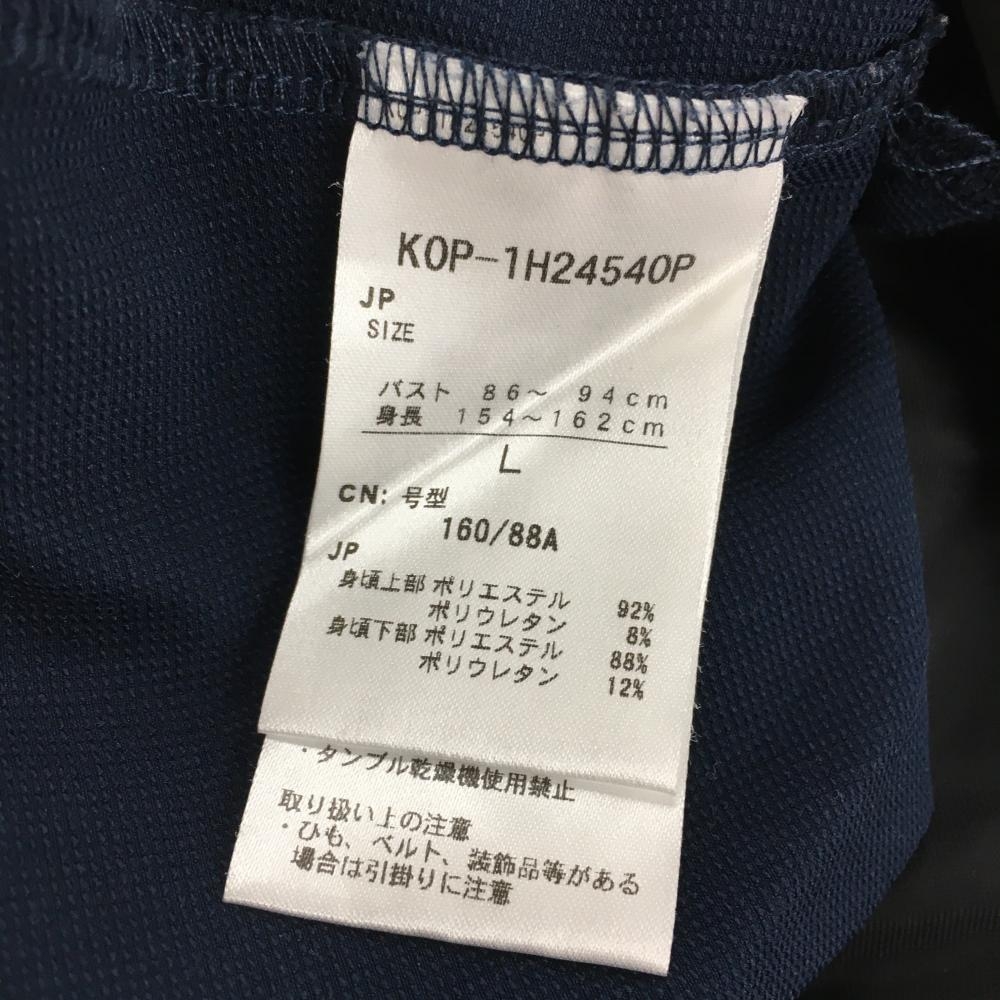 KOP-1H24540P
JP
SIZE
バスト 86～ 94cm
身長 154～162cm
L
CN: 号型
160/88A
JP
身頃上部 ポリエステル 92%
ポリウレタン 8%
身頃下部 ポリエステル 88%
ポリウレタン 12%
・タンブル乾燥機使用禁止
取り扱い上の注意
・ひも、ベルト、装飾品等がある
場合は引掛りに注意